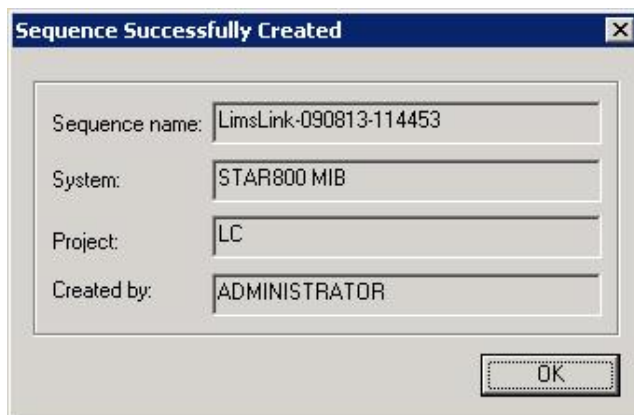 Sequence Successfully Created
Sequence name: LimsLink-090813-114453
System: STAR800 MIB
Project: LC
Created by: ADMINISTRATOR
OK